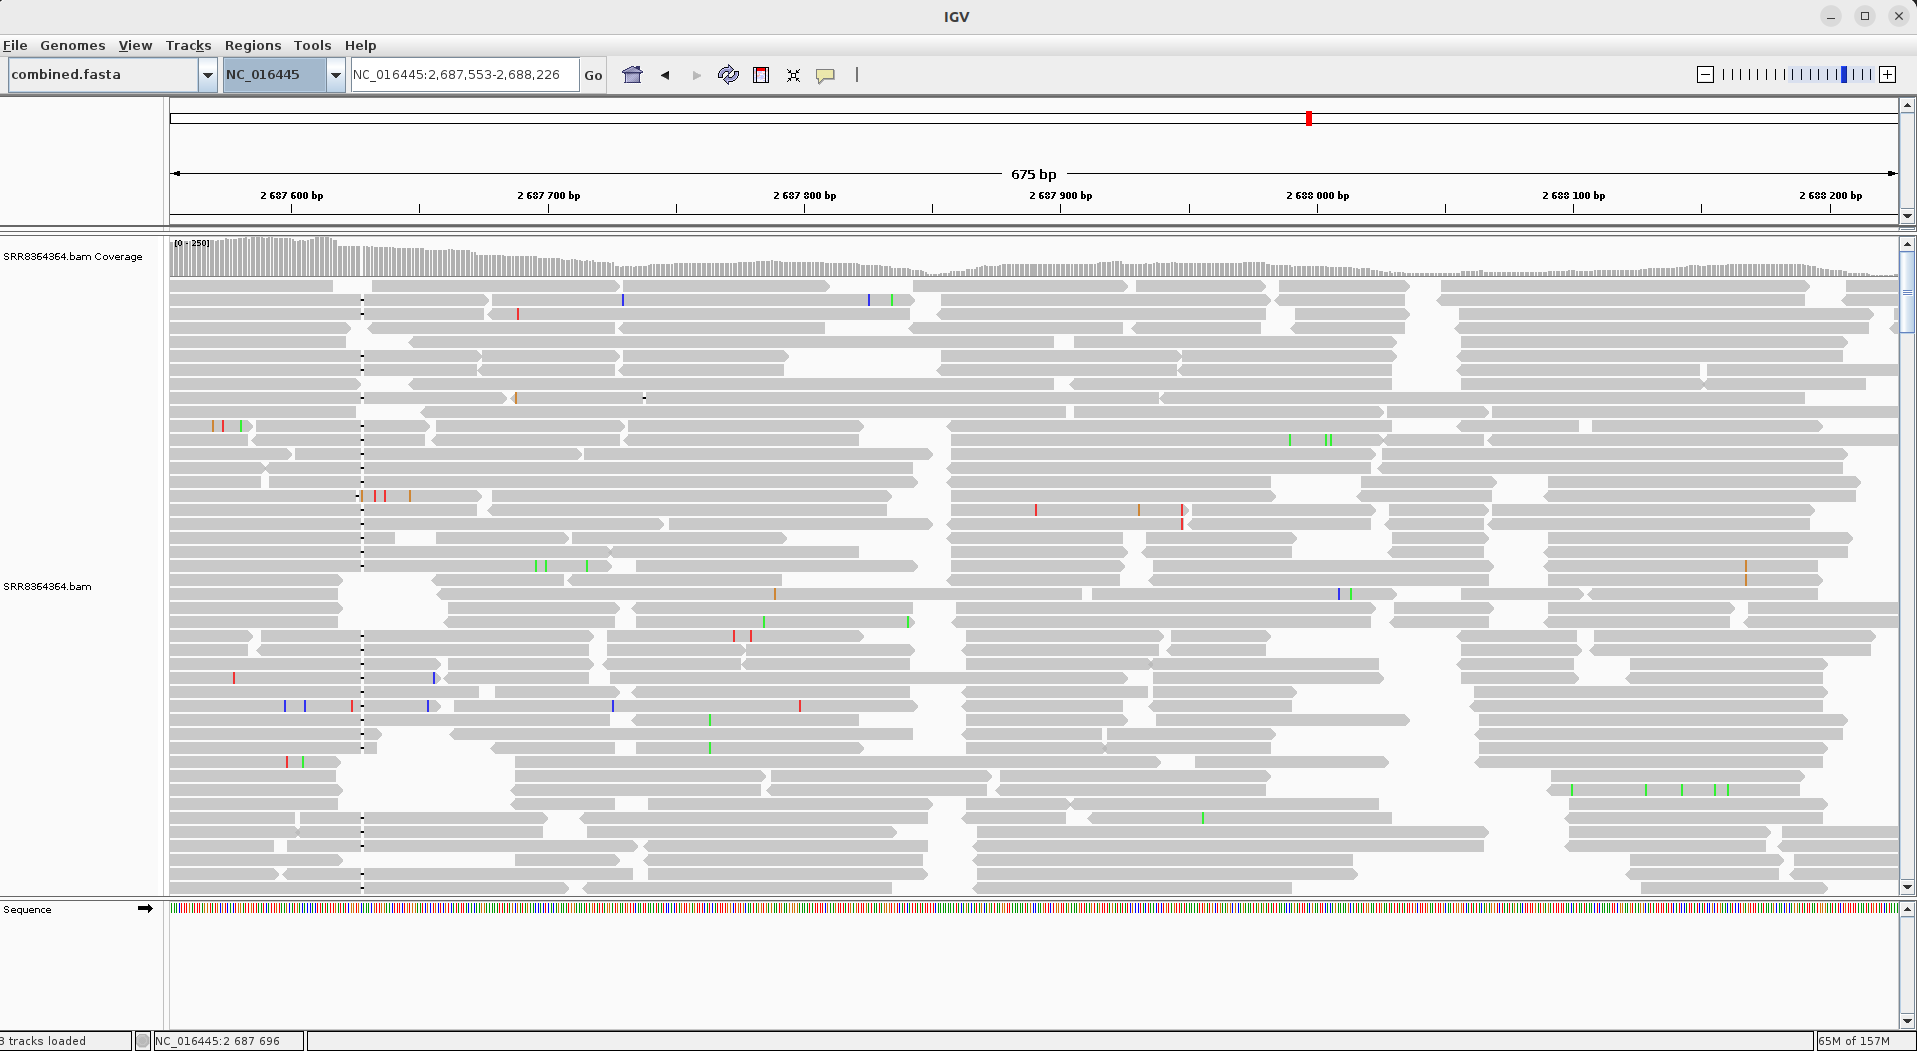 IGV
File Genomes View Tracks Regions Tools Help
combined.fasta NC_016445 NC_016445:2,687,553-2,688,226 Go
675 bp
2 687 600 bp 2 687 700 bp 2 687 800 bp 2 687 900 bp 2 688 000 bp 2 688 100 bp 2 688 200 bp
[0 - 250]
SRR8364364.bam Coverage
SRR8364364.bam
Sequence
3 tracks loaded NC_016445:2 687 696 65M of 157M